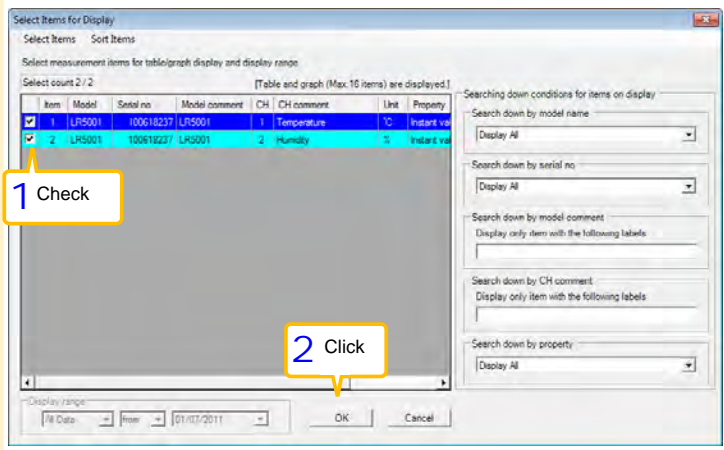 Select Items for Display
Select Items Sort Items
Select measurement items for table/graph display and display range
Select count 2 / 2 [Table and graph (Max. 16 items) are displayed.]
Item Model Serial no Model comment CH CH comment Unit Property
1 LR5001 100618237 LR5001 1 Temperature °C Instant val
2 LR5001 100618237 LR5001 2 Humidity % Instant val
1 Check
2 Click
Searching down conditions for items on display
Search down by model name
Display All
Search down by serial no
Display All
Search down by model comment
Display only item with the following labels
Search down by CH comment
Display only item with the following labels
Search down by property
Display All
Display range
All Data from 01/07/2011 OK Cancel